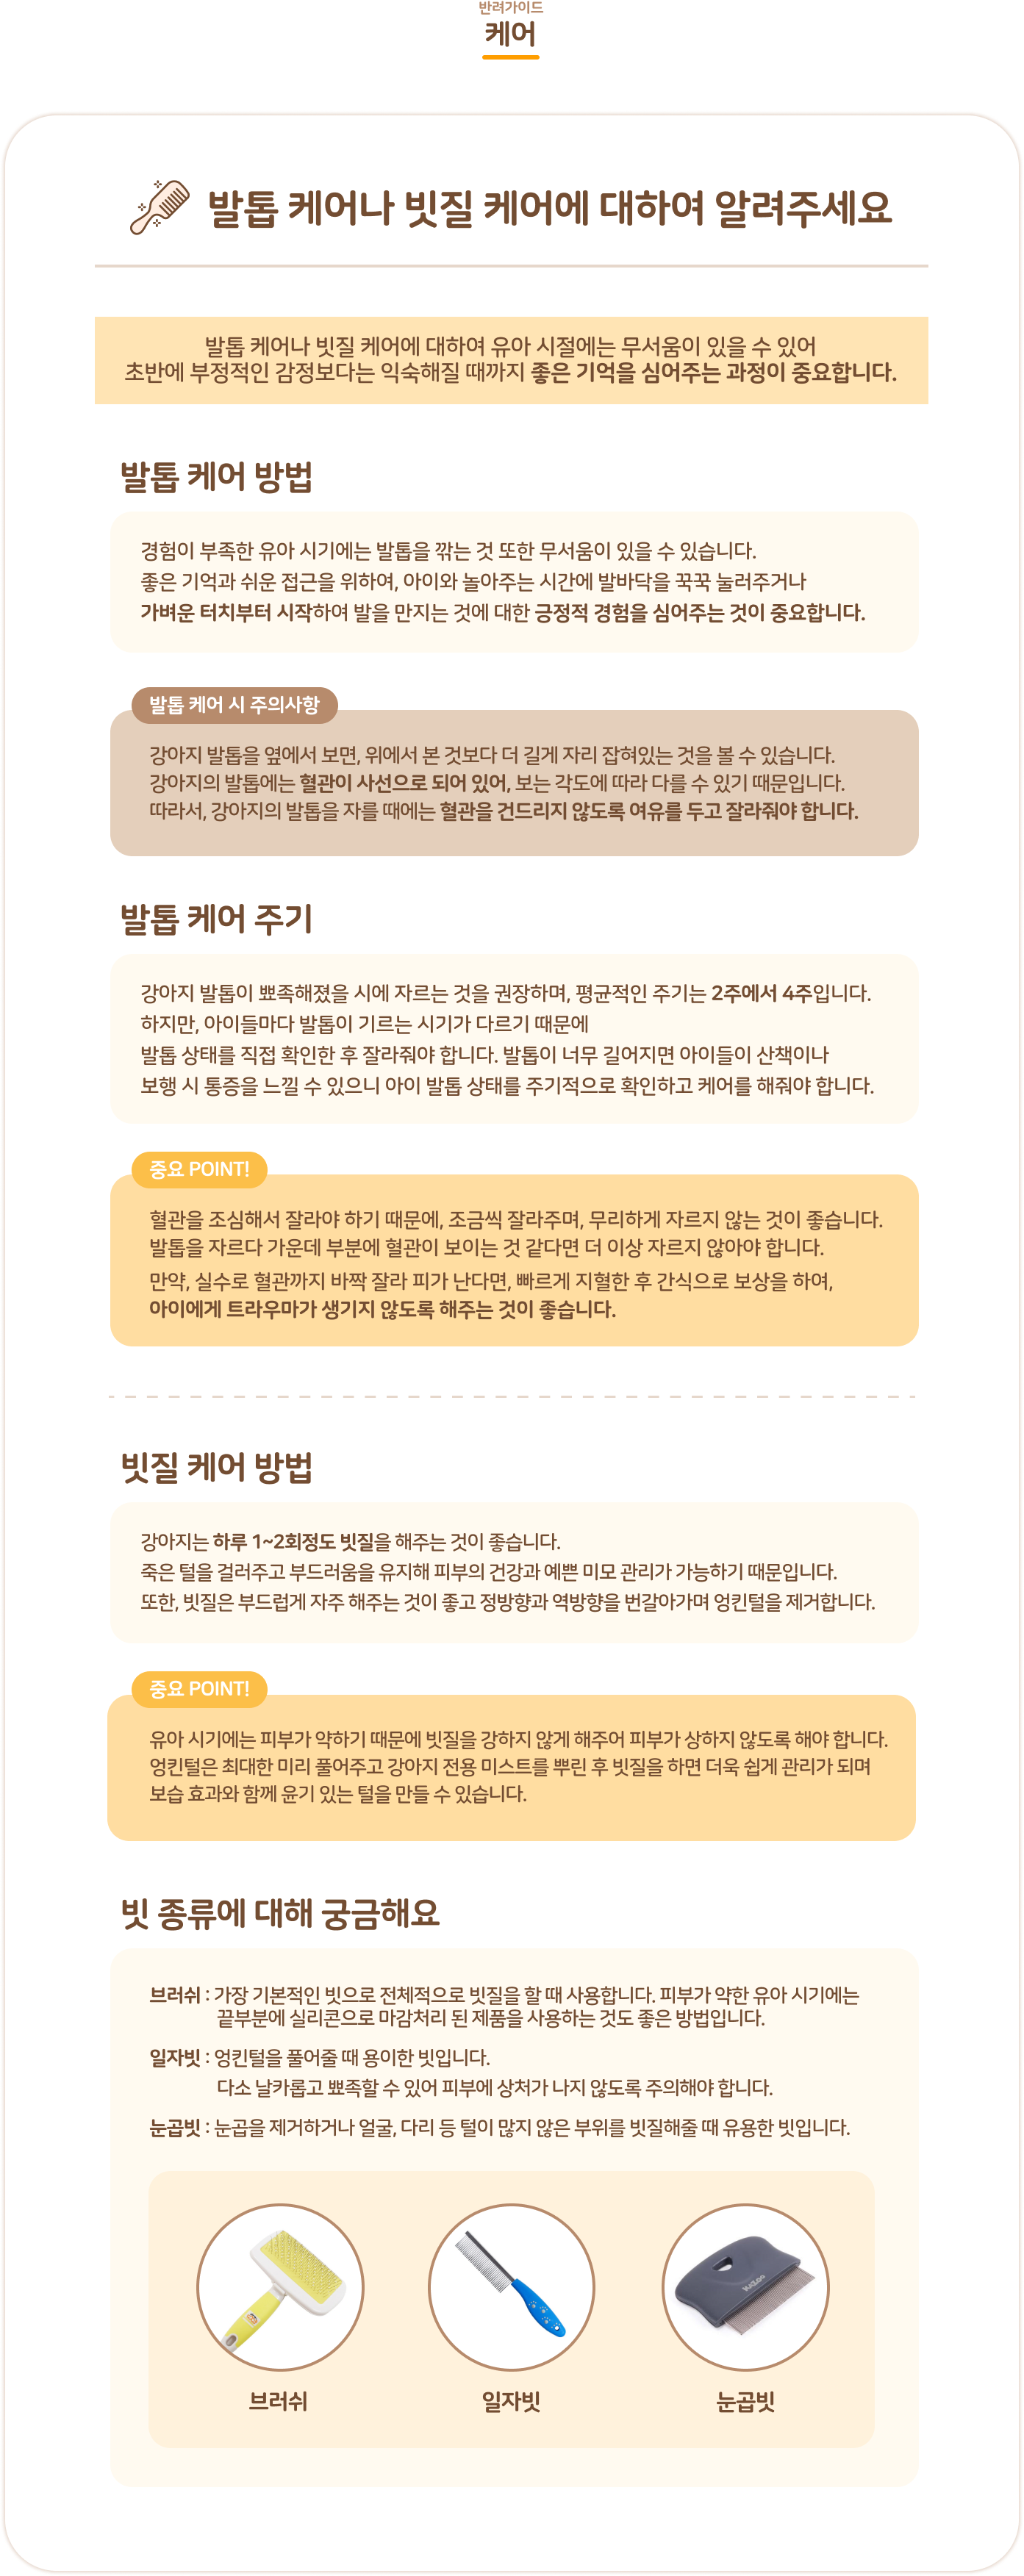 반려가이드
케어
발톱 케어나 빗질 케어에 대하여 알려주세요
발톱 케어나 빗질 케어에 대하여 유아 시절에는 무서움이 있을 수 있어
초반에 부정적인 감정보다는 익숙해질 때까지 좋은 기억을 심어주는 과정이 중요합니다.
발톱 케어 방법
경험이 부족한 유아 시기에는 발톱을 깎는 것 또한 무서움이 있을 수 있습니다.
좋은 기억과 쉬운 접근을 위하여, 아이와 놀아주는 시간에 발바닥을 꾹꾹 눌러주거나
가벼운 터치부터 시작하여 발을 만지는 것에 대한 긍정적 경험을 심어주는 것이 중요합니다.
발톱 케어 시 주의사항
강아지 발톱을 옆에서 보면, 위에서 본 것보다 더 길게 자리 잡혀있는 것을 볼 수 있습니다.
강아지의 발톱에는 혈관이 사선으로 되어 있어, 보는 각도에 따라 다를 수 있기 때문입니다.
따라서, 강아지의 발톱을 자를 때에는 혈관을 건드리지 않도록 여유를 두고 잘라줘야 합니다.
발톱 케어 주기
강아지 발톱이 뾰족해졌을 시에 자르는 것을 권장하며, 평균적인 주기는 2주에서 4주입니다.
하지만, 아이들마다 발톱이 기르는 시기가 다르기 때문에
발톱 상태를 직접 확인한 후 잘라줘야 합니다. 발톱이 너무 길어지면 아이들이 산책이나
보행 시 통증을 느낄 수 있으니 아이 발톱 상태를 주기적으로 확인하고 케어를 해줘야 합니다.
중요 POINT!
혈관을 조심해서 잘라야 하기 때문에, 조금씩 잘라주며, 무리하게 자르지 않는 것이 좋습니다.
발톱을 자르다 가운데 부분에 혈관이 보이는 것 같다면 더 이상 자르지 않아야 합니다.
만약, 실수로 혈관까지 바짝 잘라 피가 난다면, 빠르게 지혈한 후 간식으로 보상을 하여,
아이에게 트라우마가 생기지 않도록 해주는 것이 좋습니다.
빗질 케어 방법
강아지는 하루 1~2회정도 빗질을 해주는 것이 좋습니다.
죽은 털을 걸러주고 부드러움을 유지해 피부의 건강과 예쁜 미모 관리가 가능하기 때문입니다.
또한, 빗질은 부드럽게 자주 해주는 것이 좋고 정방향과 역방향을 번갈아가며 엉킨털을 제거합니다.
중요 POINT!
유아 시기에는 피부가 약하기 때문에 빗질을 강하지 않게 해주어 피부가 상하지 않도록 해야 합니다.
엉킨털은 최대한 미리 풀어주고 강아지 전용 미스트를 뿌린 후 빗질을 하면 더욱 쉽게 관리가 되며
보습 효과와 함께 윤기 있는 털을 만들 수 있습니다.
빗 종류에 대해 궁금해요
브러쉬 : 가장 기본적인 빗으로 전체적으로 빗질을 할 때 사용합니다. 피부가 약한 유아 시기에는
끝부분에 실리콘으로 마감처리 된 제품을 사용하는 것도 좋은 방법입니다.
일자빗 : 엉킨털을 풀어줄 때 용이한 빗입니다.
다소 날카롭고 뾰족할 수 있어 피부에 상처가 나지 않도록 주의해야 합니다.
눈곱빗 : 눈곱을 제거하거나 얼굴, 다리 등 털이 많지 않은 부위를 빗질해줄 때 유용한 빗입니다.
브러쉬
일자빗
눈곱빗